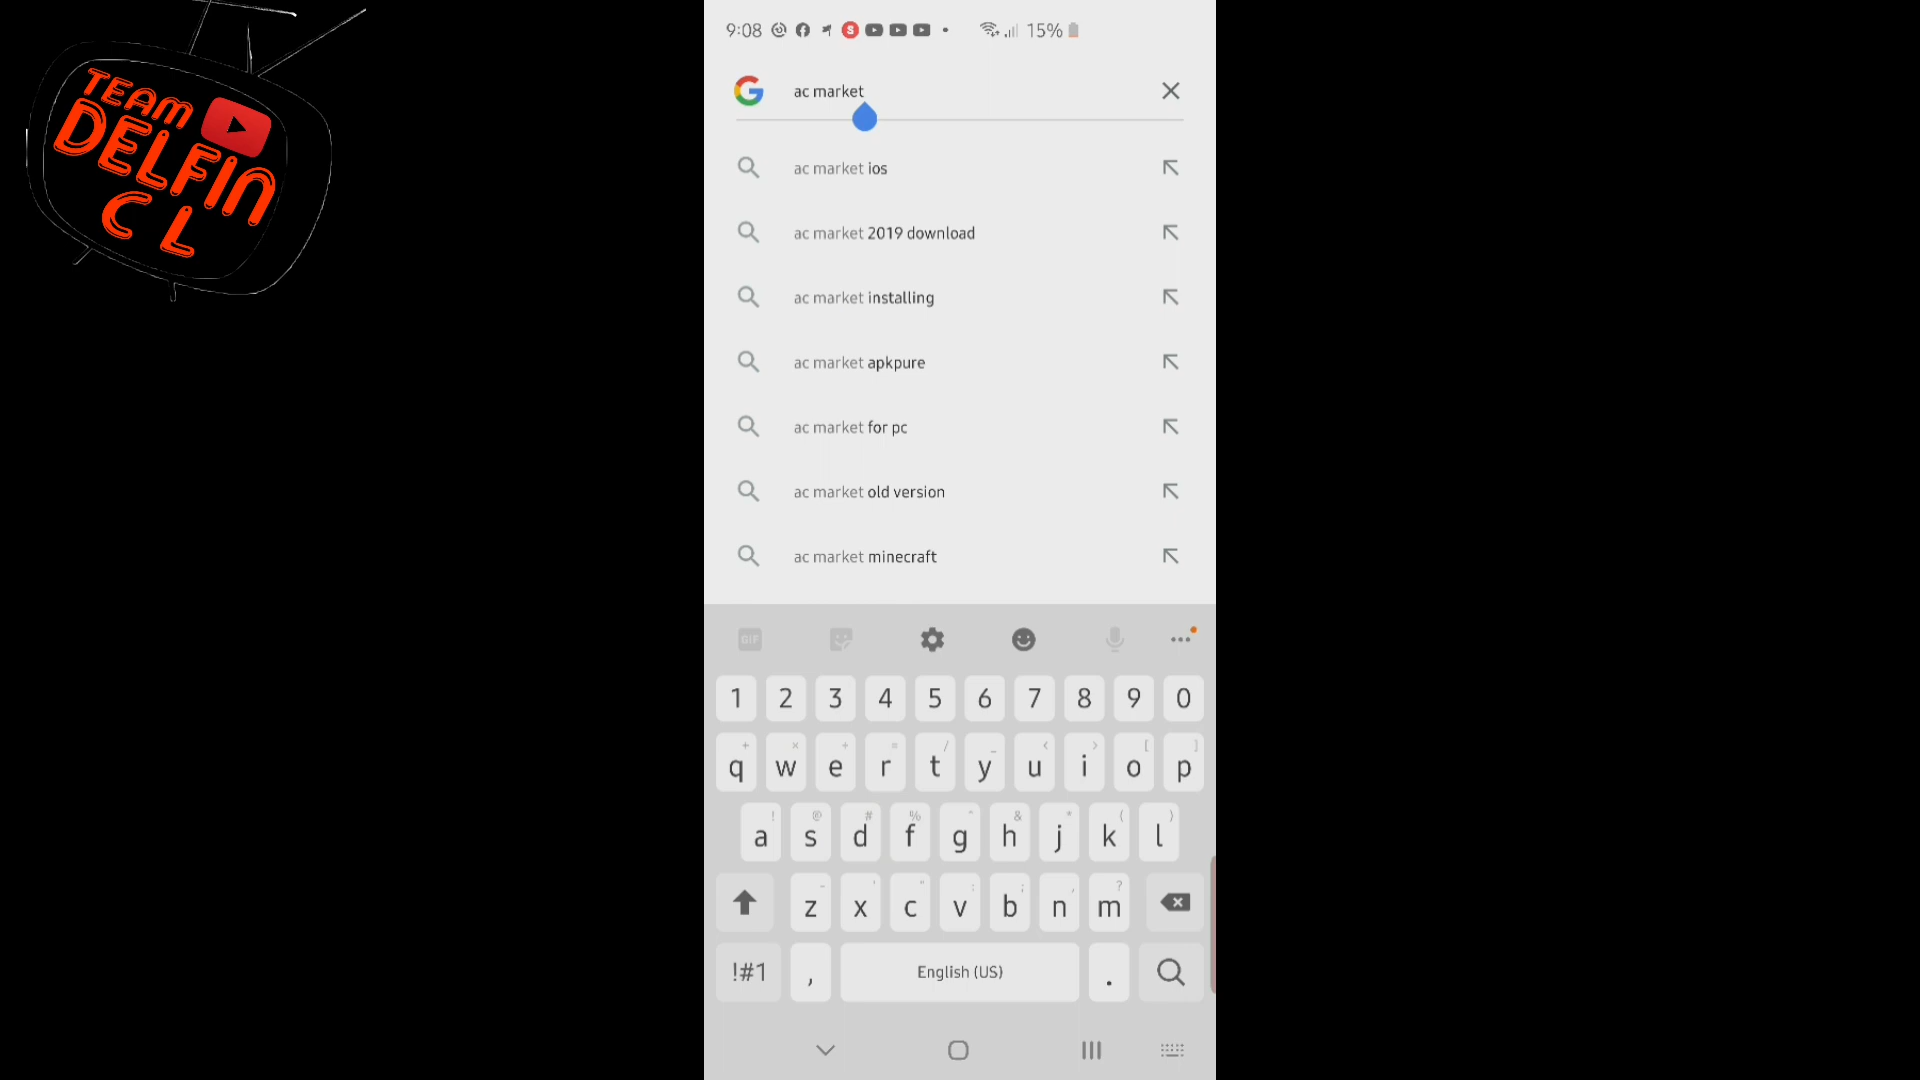 TEAM
DELFIN
C L
9:08 S 15%
G ac market
ac market ios
ac market 2019 download
ac market installing
ac market apkpure
ac market for pc
ac market old version
ac market minecraft
GIF
1 2 3 4 5 6 7 8 9 0
q w e r t y u i o p
a s d f g h j k l
z x c v b n m
!#1 , English (US) .